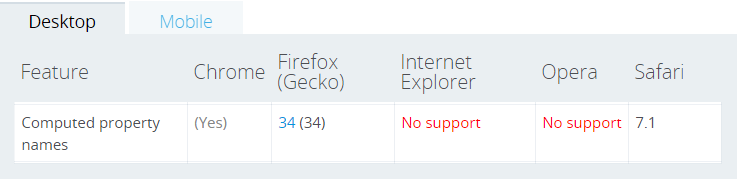 Desktop Mobile
Feature Chrome Firefox (Gecko) Internet Explorer Opera Safari
Computed property names (Yes) 34 (34) No support No support 7.1